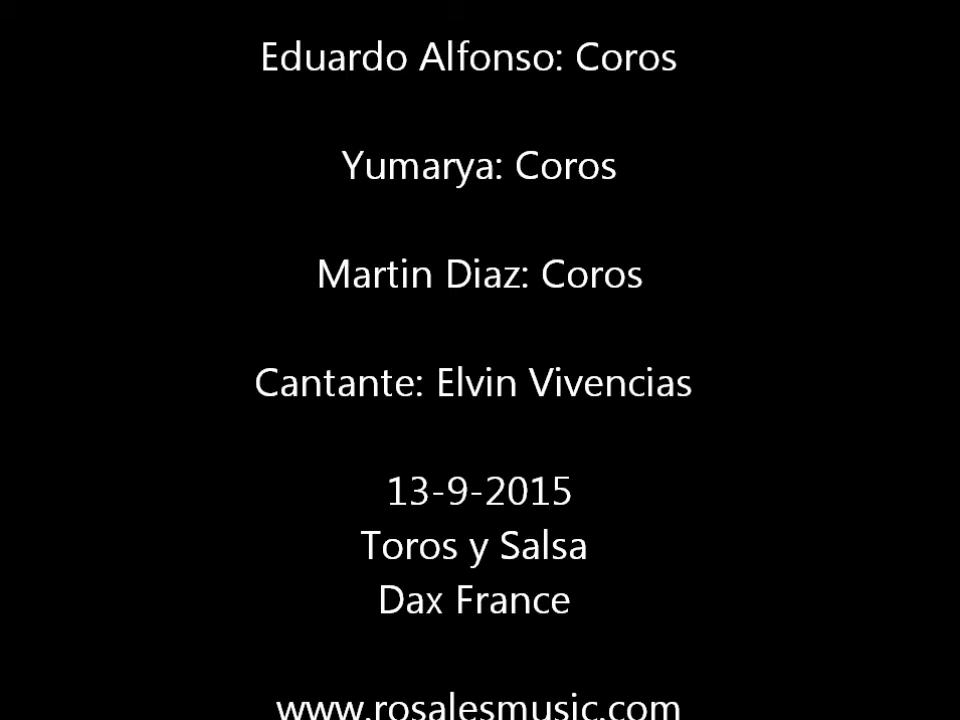 Eduardo Alfonso: Coros
Yumarya: Coros
Martin Diaz: Coros
Cantante: Elvin Vivencias
13-9-2015
Toros y Salsa
Dax France
www.rosalesmusic.com